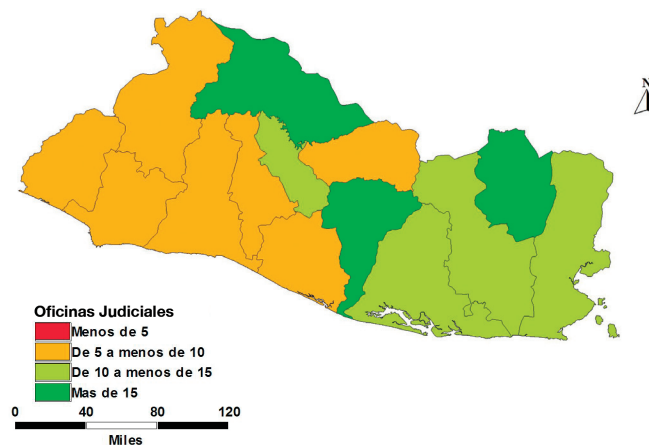 N
Oficinas Judiciales
Menos de 5
De 5 a menos de 10
De 10 a menos de 15
Mas de 15
0 40 80 120
Miles